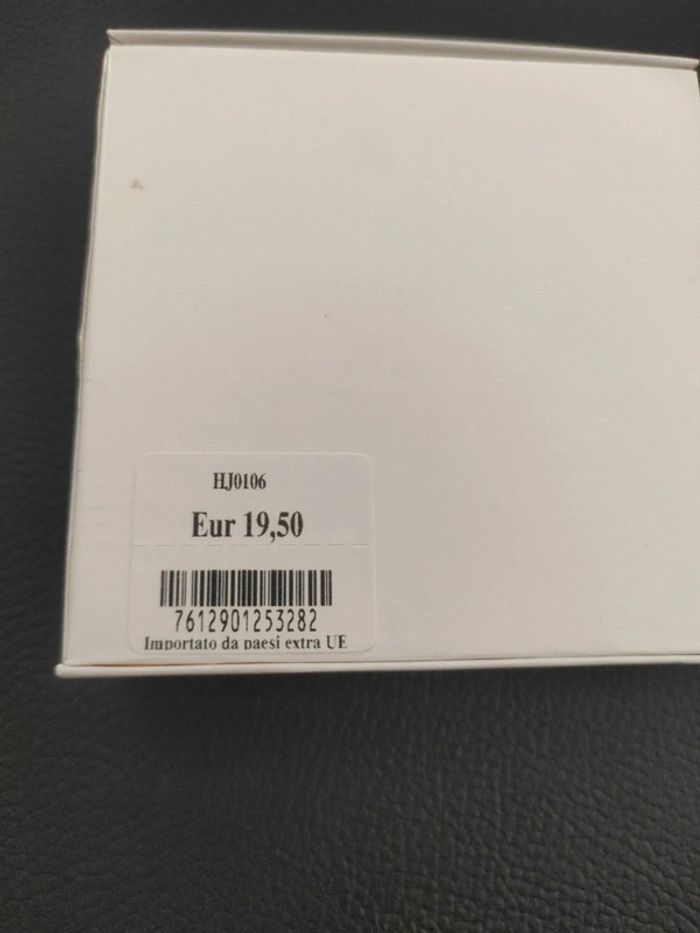 HJ0106
Eur 19,50
7612901253282
Importato da paesi extra UE